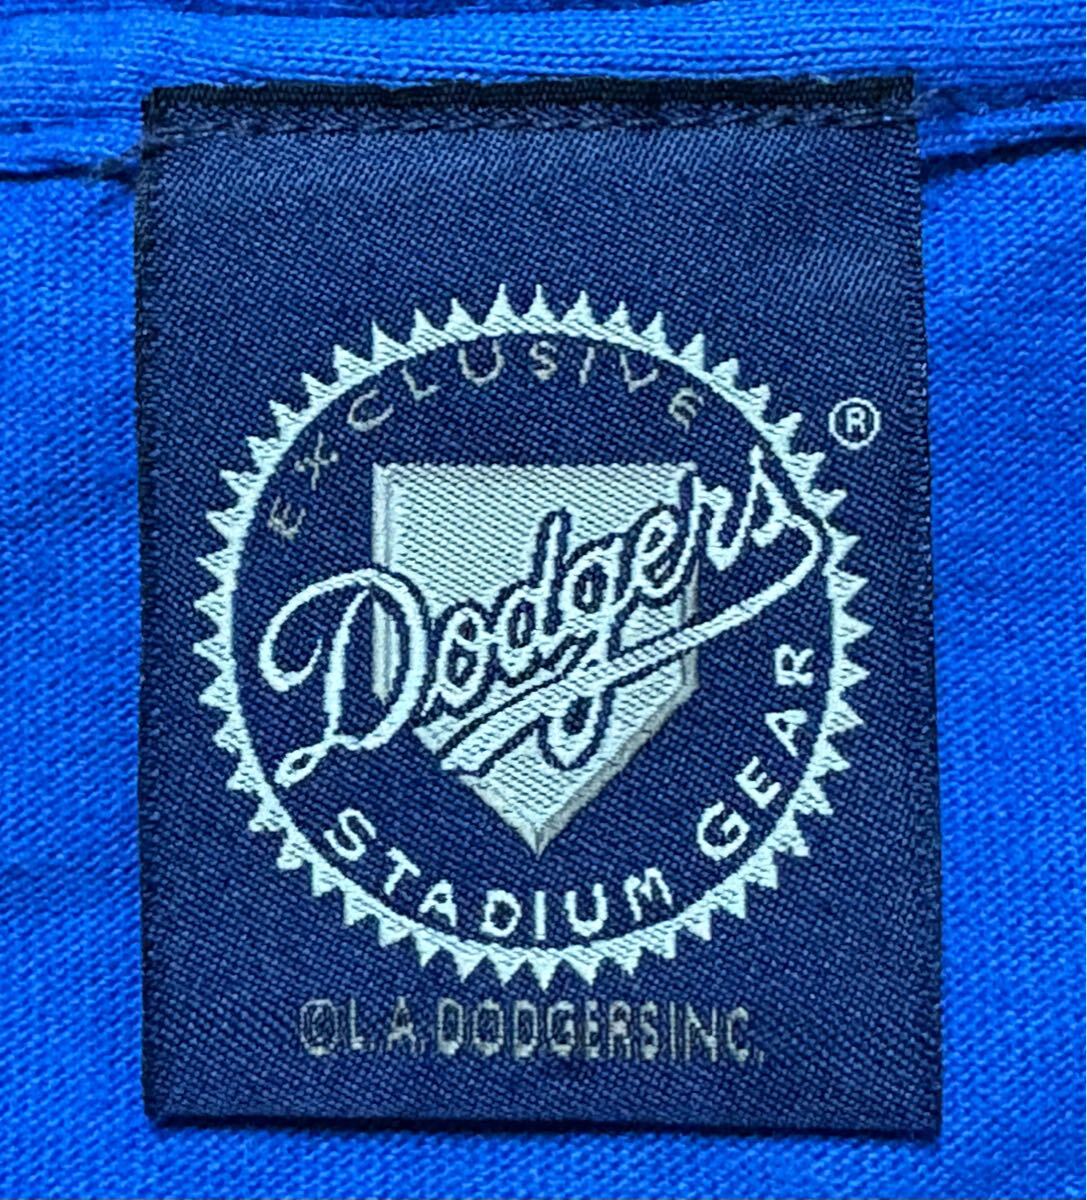 EXCLUSIVE
®
Dodgers
STADIUM GEAR
©L.A.DODGERS INC.